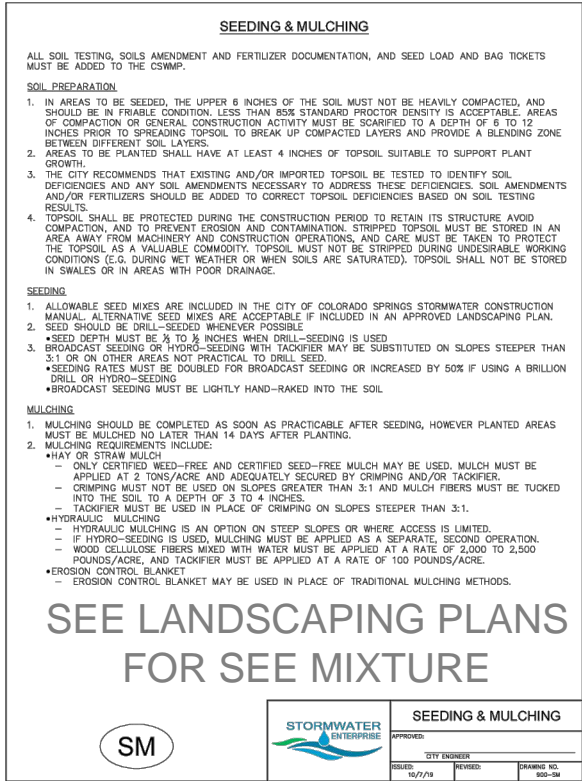 SEEDING & MULCHING
ALL SOIL TESTING, SOILS AMENDMENT AND FERTILIZER DOCUMENTATION, AND SEED LOAD AND BAG TICKETS
MUST BE ADDED TO THE CSWMP.
SOIL PREPARATION
1. IN AREAS TO BE SEEDED, THE UPPER 6 INCHES OF THE SOIL MUST NOT BE HEAVILY COMPACTED, AND
SHOULD BE IN FRIABLE CONDITION. LESS THAN 85% STANDARD PROCTOR DENSITY IS ACCEPTABLE. AREAS
OF COMPACTION OR GENERAL CONSTRUCTION ACTIVITY MUST BE SCARIFIED TO A DEPTH OF 6 TO 12
INCHES PRIOR TO SPREADING TOPSOIL TO BREAK UP COMPACTED LAYERS AND PROVIDE A BLENDING ZONE
BETWEEN DIFFERENT SOIL LAYERS.
2. AREAS TO BE PLANTED SHALL HAVE AT LEAST 4 INCHES OF TOPSOIL SUITABLE TO SUPPORT PLANT
GROWTH.
3. THE CITY RECOMMENDS THAT EXISTING AND/OR IMPORTED TOPSOIL BE TESTED TO IDENTIFY SOIL
DEFICIENCIES AND ANY SOIL AMENDMENTS NECESSARY TO ADDRESS THESE DEFICIENCIES. SOIL AMENDMENTS
AND/OR FERTILIZERS SHOULD BE ADDED TO CORRECT TOPSOIL DEFICIENCIES BASED ON SOIL TESTING
RESULTS.
4. TOPSOIL SHALL BE PROTECTED DURING THE CONSTRUCTION PERIOD TO RETAIN ITS STRUCTURE AVOID
COMPACTION, AND TO PREVENT EROSION AND CONTAMINATION. STRIPPED TOPSOIL MUST BE STORED IN AN
AREA AWAY FROM MACHINERY AND CONSTRUCTION OPERATIONS, AND CARE MUST BE TAKEN TO PROTECT
THE TOPSOIL AS A VALUABLE COMMODITY. TOPSOIL MUST NOT BE STRIPPED DURING UNDESIRABLE WORKING
CONDITIONS (E.G. DURING WET WEATHER OR WHEN SOILS ARE SATURATED). TOPSOIL SHALL NOT BE STORED
IN SWALES OR IN AREAS WITH POOR DRAINAGE.
SEEDING
1. ALLOWABLE SEED MIXES ARE INCLUDED IN THE CITY OF COLORADO SPRINGS STORMWATER CONSTRUCTION
MANUAL. ALTERNATIVE SEED MIXES ARE ACCEPTABLE IF INCLUDED IN AN APPROVED LANDSCAPING PLAN.
2. SEED SHOULD BE DRILL-SEEDED WHENEVER POSSIBLE
•SEED DEPTH MUST BE TO INCHES WHEN DRILL-SEEDING IS USED
3. BROADCAST SEEDING OR HYDRO-SEEDING WITH TACKIFIER MAY BE SUBSTITUTED ON SLOPES STEEPER THAN
3:1 OR ON OTHER AREAS NOT PRACTICAL TO DRILL SEED.
•SEEDING RATES MUST BE DOUBLED FOR BROADCAST SEEDING OR INCREASED BY 50% IF USING A BRILLION
DRILL OR HYDRO-SEEDING
•BROADCAST SEEDING MUST BE LIGHTLY HAND-RAKED INTO THE SOIL
MULCHING
1. MULCHING SHOULD BE COMPLETED AS SOON AS PRACTICABLE AFTER SEEDING, HOWEVER PLANTED AREAS
MUST BE MULCHED NO LATER THAN 14 DAYS AFTER PLANTING.
2. MULCHING REQUIREMENTS INCLUDE:
•HAY OR STRAW MULCH
– ONLY CERTIFIED WEED-FREE AND CERTIFIED SEED-FREE MULCH MAY BE USED. MULCH MUST BE
APPLIED AT 2 TONS/ACRE AND ADEQUATELY SECURED BY CRIMPING AND/OR TACKIFIER.
– CRIMPING MUST NOT BE USED ON SLOPES GREATER THAN 3:1 AND MULCH FIBERS MUST BE TUCKED
INTO THE SOIL TO A DEPTH OF 3 TO 4 INCHES.
– TACKIFIER MUST BE USED IN PLACE OF CRIMPING ON SLOPES STEEPER THAN 3:1.
•HYDRAULIC MULCHING
– HYDRAULIC MULCHING IS AN OPTION ON STEEP SLOPES OR WHERE ACCESS IS LIMITED.
– IF HYDRO-SEEDING IS USED, MULCHING MUST BE APPLIED AS A SEPARATE, SECOND OPERATION.
– WOOD CELLULOSE FIBERS MIXED WITH WATER MUST BE APPLIED AT A RATE OF 2,000 TO 2,500
POUNDS/ACRE, AND TACKIFIER MUST BE APPLIED AT A RATE OF 100 POUNDS/ACRE.
•EROSION CONTROL BLANKET
– EROSION CONTROL BLANKET MAY BE USED IN PLACE OF TRADITIONAL MULCHING METHODS.
SEE LANDSCAPING PLANS
FOR SEE MIXTURE
SM
STORMWATER
ENTERPRISE
SEEDING & MULCHING
APPROVED:
CITY ENGINEER
ISSUED: REVISED: DRAWING NO.
10/7/19 900-SM